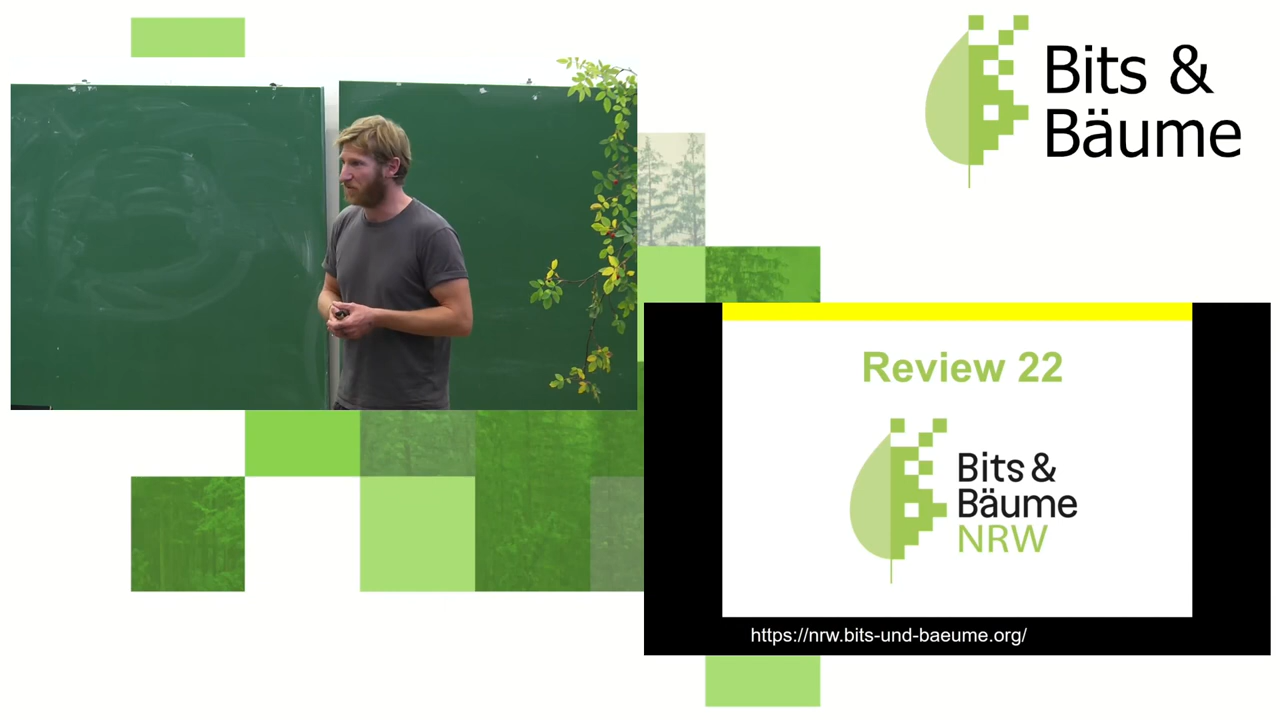 Bits &
Bäume
Review 22
Bits &
Bäume
NRW
https://nrw.bits-und-baeume.org/